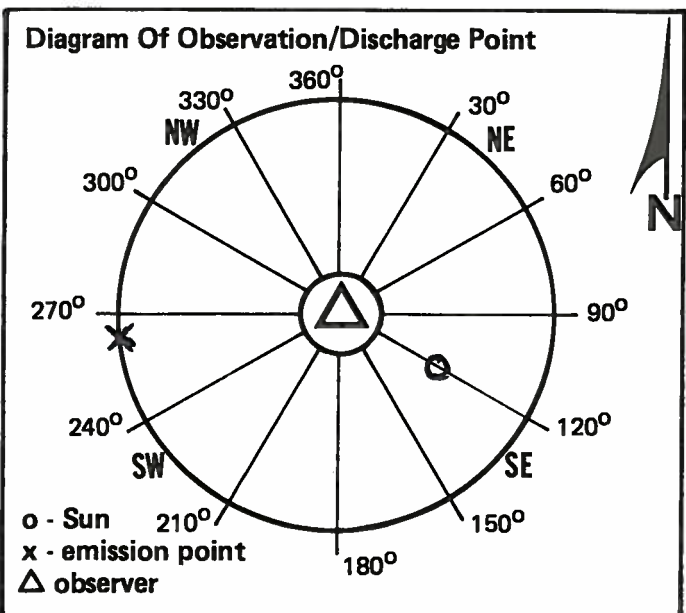 Diagram Of Observation/Discharge Point
360°
330°
30°
NW
NE
300°
60°
N
270°
90°
240°
120°
SW
SE
o - Sun
210°
150°
x - emission point
180°
△ observer